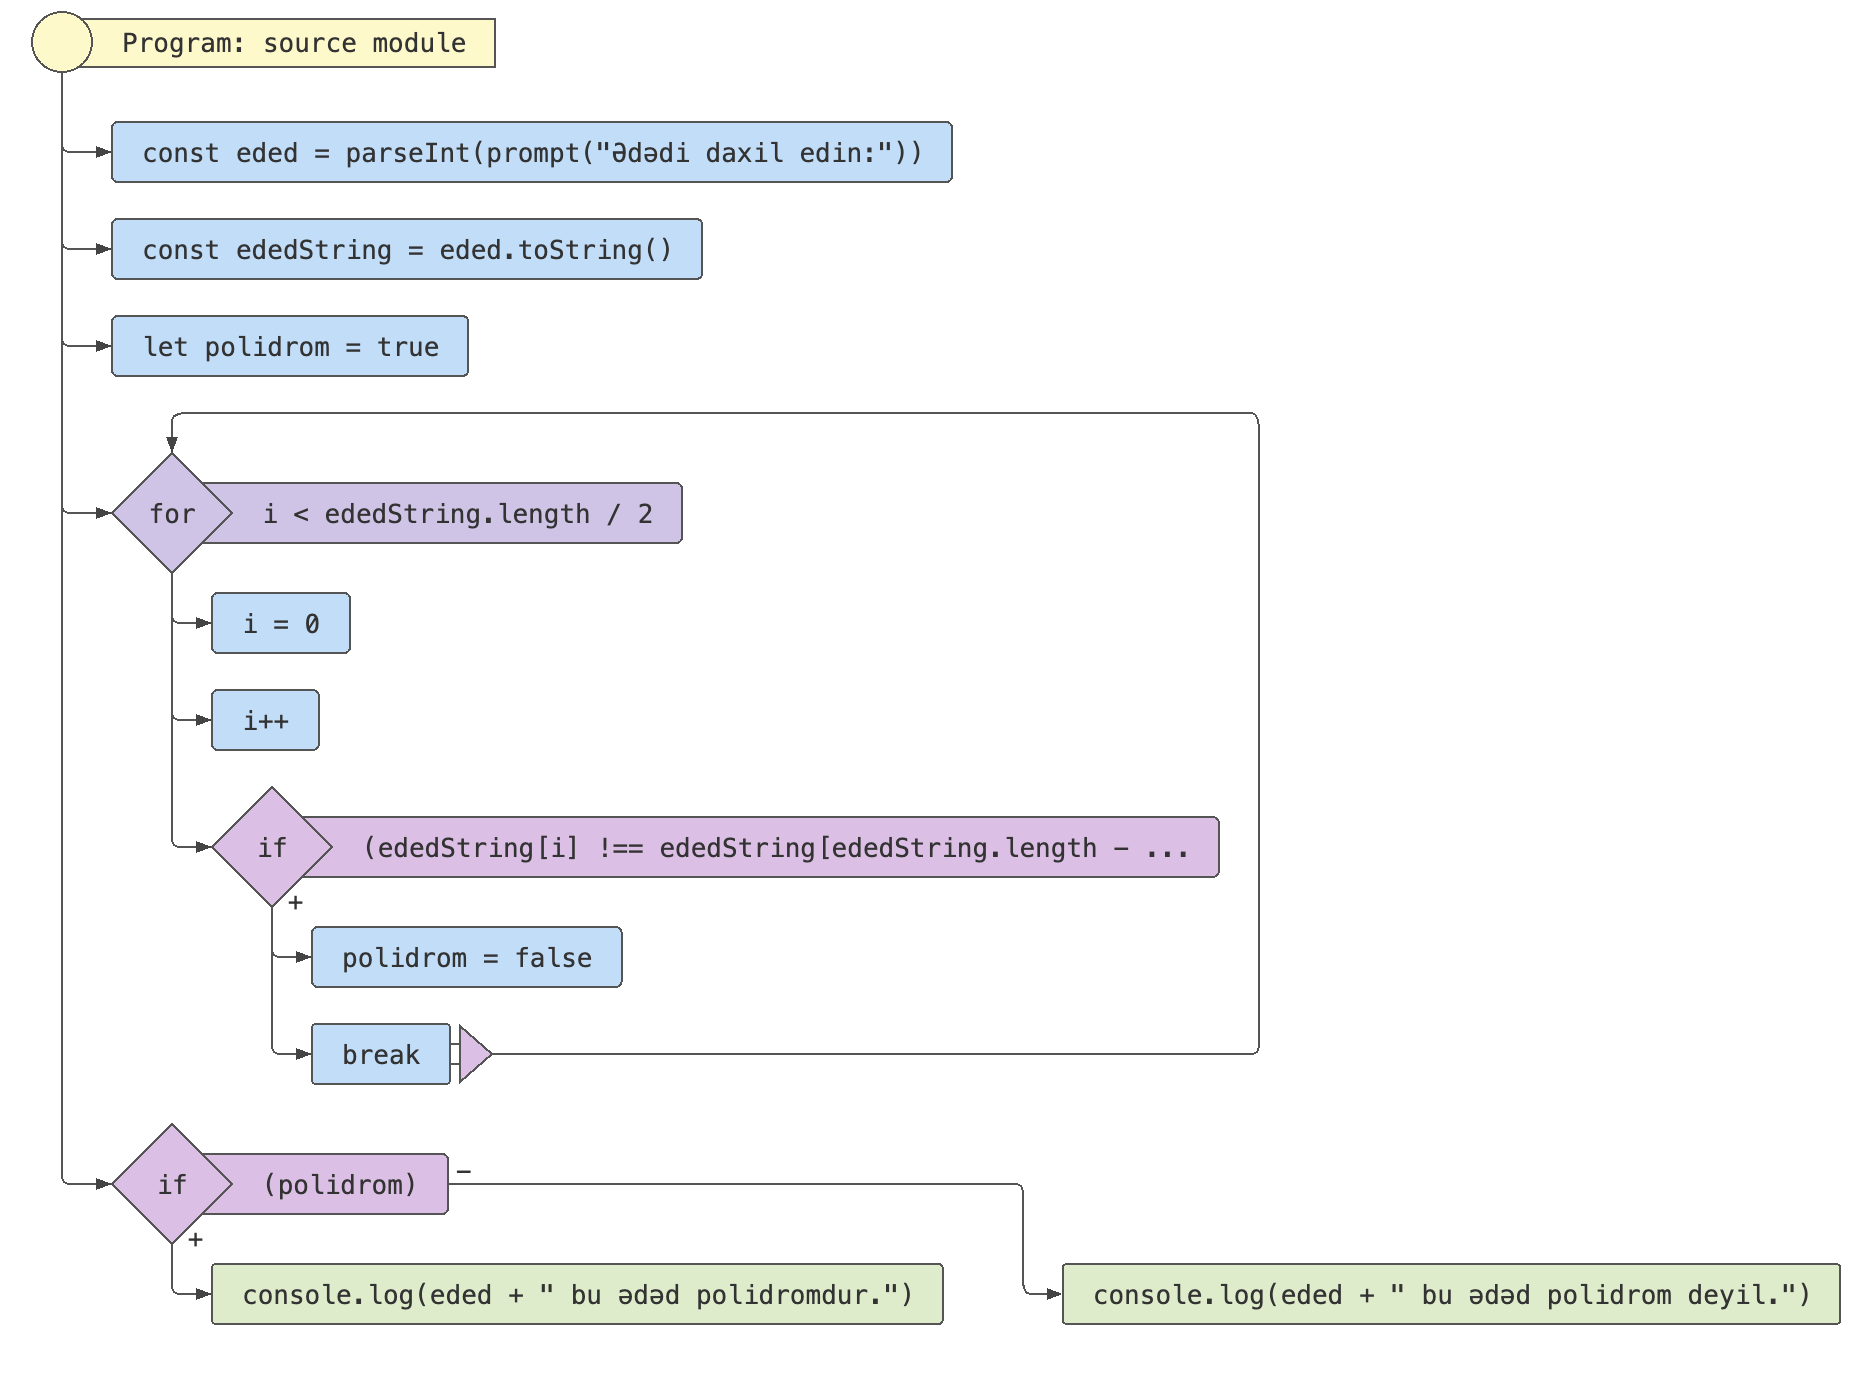 Program: source module
const eded = parseInt(prompt("Ədədi daxil edin:"))
const ededString = eded.toString()
let polidrom = true
for i < ededString.length / 2
i = 0
i++
if (ededString[i] !== ededString[ededString.length - ...
+
polidrom = false
break
if (polidrom) -
+
console.log(eded + " bu ədəd polidromdur.")
console.log(eded + " bu ədəd polidrom deyil.")